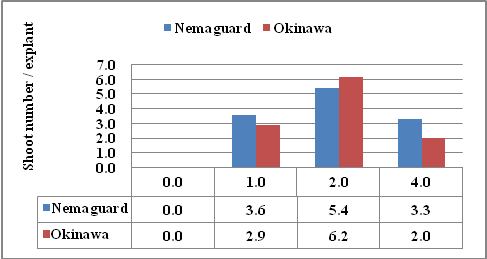 Nemaguard Okinawa
Shoot number / explant
7.0
6.0
5.0
4.0
3.0
2.0
1.0
0.0
0.0 1.0 2.0 4.0
Nemaguard 0.0 3.6 5.4 3.3
Okinawa 0.0 2.9 6.2 2.0